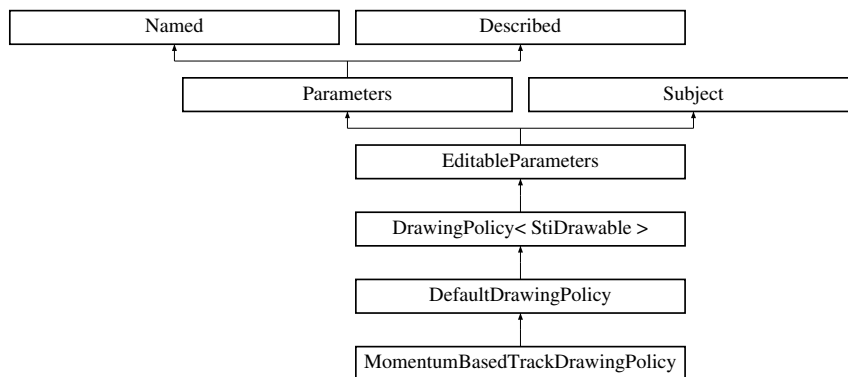 Named
Described
Parameters
Subject
EditableParameters
DrawingPolicy< StiDrawable >
DefaultDrawingPolicy
MomentumBasedTrackDrawingPolicy